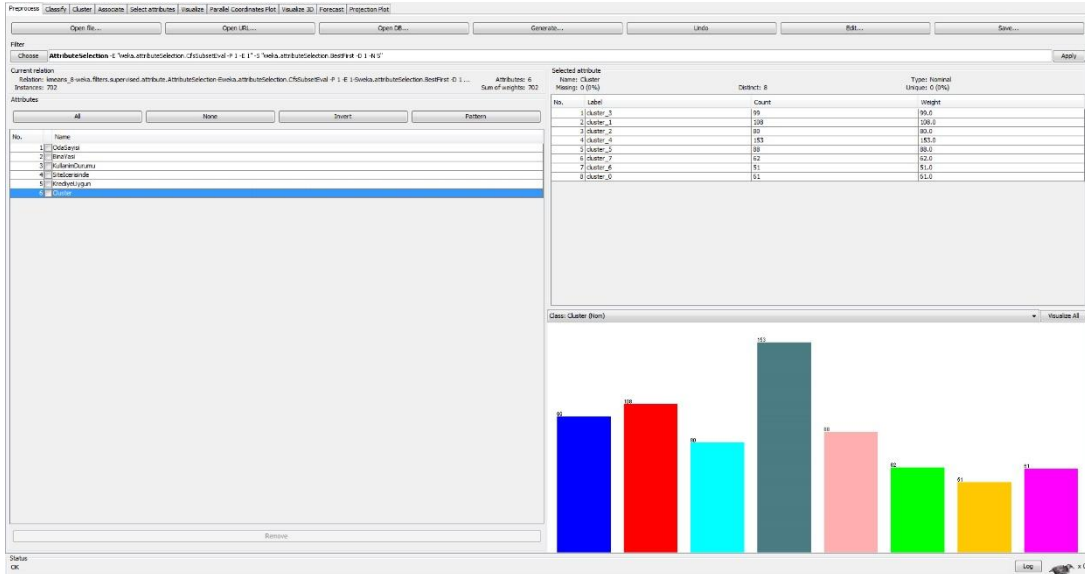 Preprocess Classify Cluster Associate Select attributes Visualize Parallel Coordinates Plot Visualize 3D Forecast Projection Plot
Open file... Open URL... Open DB... Generate... Undo Edit... Save...
Filter
Choose AttributeSelection -E "weka.attributeSelection.CfsSubsetEval -P 1 -E 1" -S "weka.attributeSelection.BestFirst -D 1 -N 5" Apply
Current relation
Relation: kmeans_8-weka.filters.supervised.attribute.AttributeSelection-Eweka.attributeSelection.CfsSubsetEval -P 1 -E 1-Sweka.attributeSelection.BestFirst -D 1 ... Attributes: 6
Instances: 702 Sum of weights: 702
Selected attribute
Name: Cluster Type: Nominal
Missing: 0 (0%) Distinct: 8 Unique: 0 (0%)
Attributes
All None Invert Pattern
No. Name
1 OdaSayisi
2 BinaYasi
3 KullaninDurumu
4 SiteIcerisinde
5 KrediyeUygun
6 Cluster
Remove
No. Label Count Weight
1 cluster_3 99 99.0
2 cluster_1 108 108.0
3 cluster_2 80 80.0
4 cluster_4 153 153.0
5 cluster_5 88 88.0
6 cluster_7 62 62.0
7 cluster_6 51 51.0
8 cluster_0 61 61.0
Class: Cluster (Nom) Visualize All
99
108
80
153
88
62
51
61
Status
OK
Log x 0